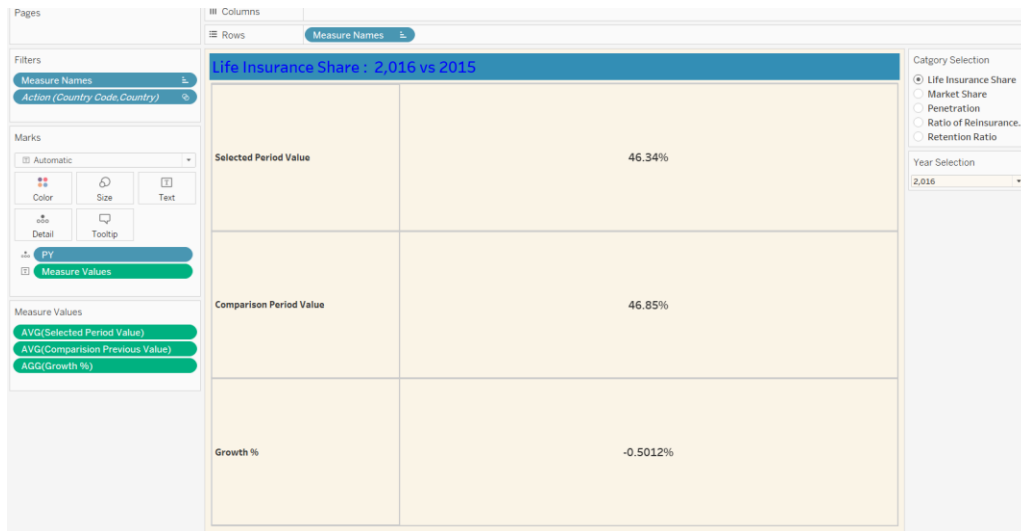 Pages
Columns
Rows
Measure Names
Filters
Measure Names
Action (Country Code,Country)
Marks
Automatic
Color
Size
Text
Detail
Tooltip
PY
Measure Values
Measure Values
AVG(Selected Period Value)
AVG(Comparision Previous Value)
AGG(Growth %)
Life Insurance Share : 2,016 vs 2015
Selected Period Value
46.34%
Comparison Period Value
46.85%
Growth %
-0.5012%
Catgory Selection
Life Insurance Share
Market Share
Penetration
Ratio of Reinsurance..
Retention Ratio
Year Selection
2,016